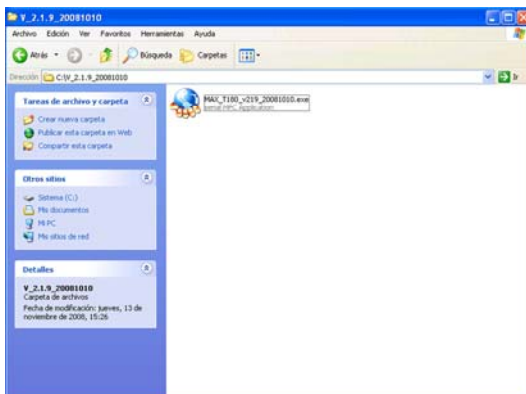 V_2.1.9_20081010
Archivo Edición Ver Favoritos Herramientas Ayuda
Atrás Búsqueda Carpetas
Dirección C:\V_2.1.9_20081010 Ir
Tareas de archivo y carpeta
MAX_T180_v219_20081010.exe
MFC Application
Crear nueva carpeta
Publicar esta carpeta en Web
Compartir esta carpeta
Otros sitios
Sistema (C:)
Mis documentos
Mi PC
Mis sitios de red
Detalles
V_2.1.9_20081010
Carpeta de archivos
Fecha de modificación: jueves, 13 de
noviembre de 2008, 15:26